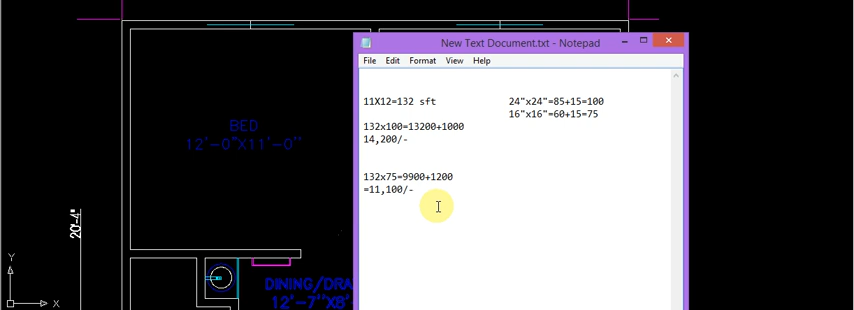 New Text Document.txt - Notepad
File Edit Format View Help
11X12=132 sft 24"x24"=85+15=100
16"x16"=60+15=75
132x100=13200+1000
14,200/-
132x75=9900+1200
=11,100/-
BED
12'-0"X11'-0"
20'-4"
DINING/DRA
12'-7"X8'-
Y
X